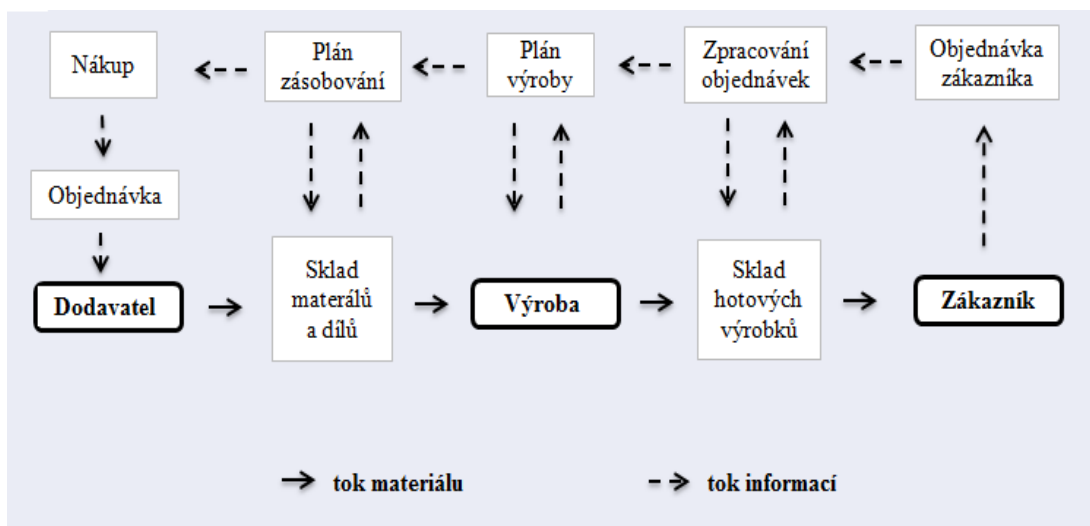 Nákup
Plán
zásobování
Plán
výroby
Zpracování
objednávek
Objednávka
zákazníka
Objednávka
Dodavatel
Sklad
materálů
a dílů
Výroba
Sklad
hotových
výrobků
Zákazník
tok materiálu
tok informací